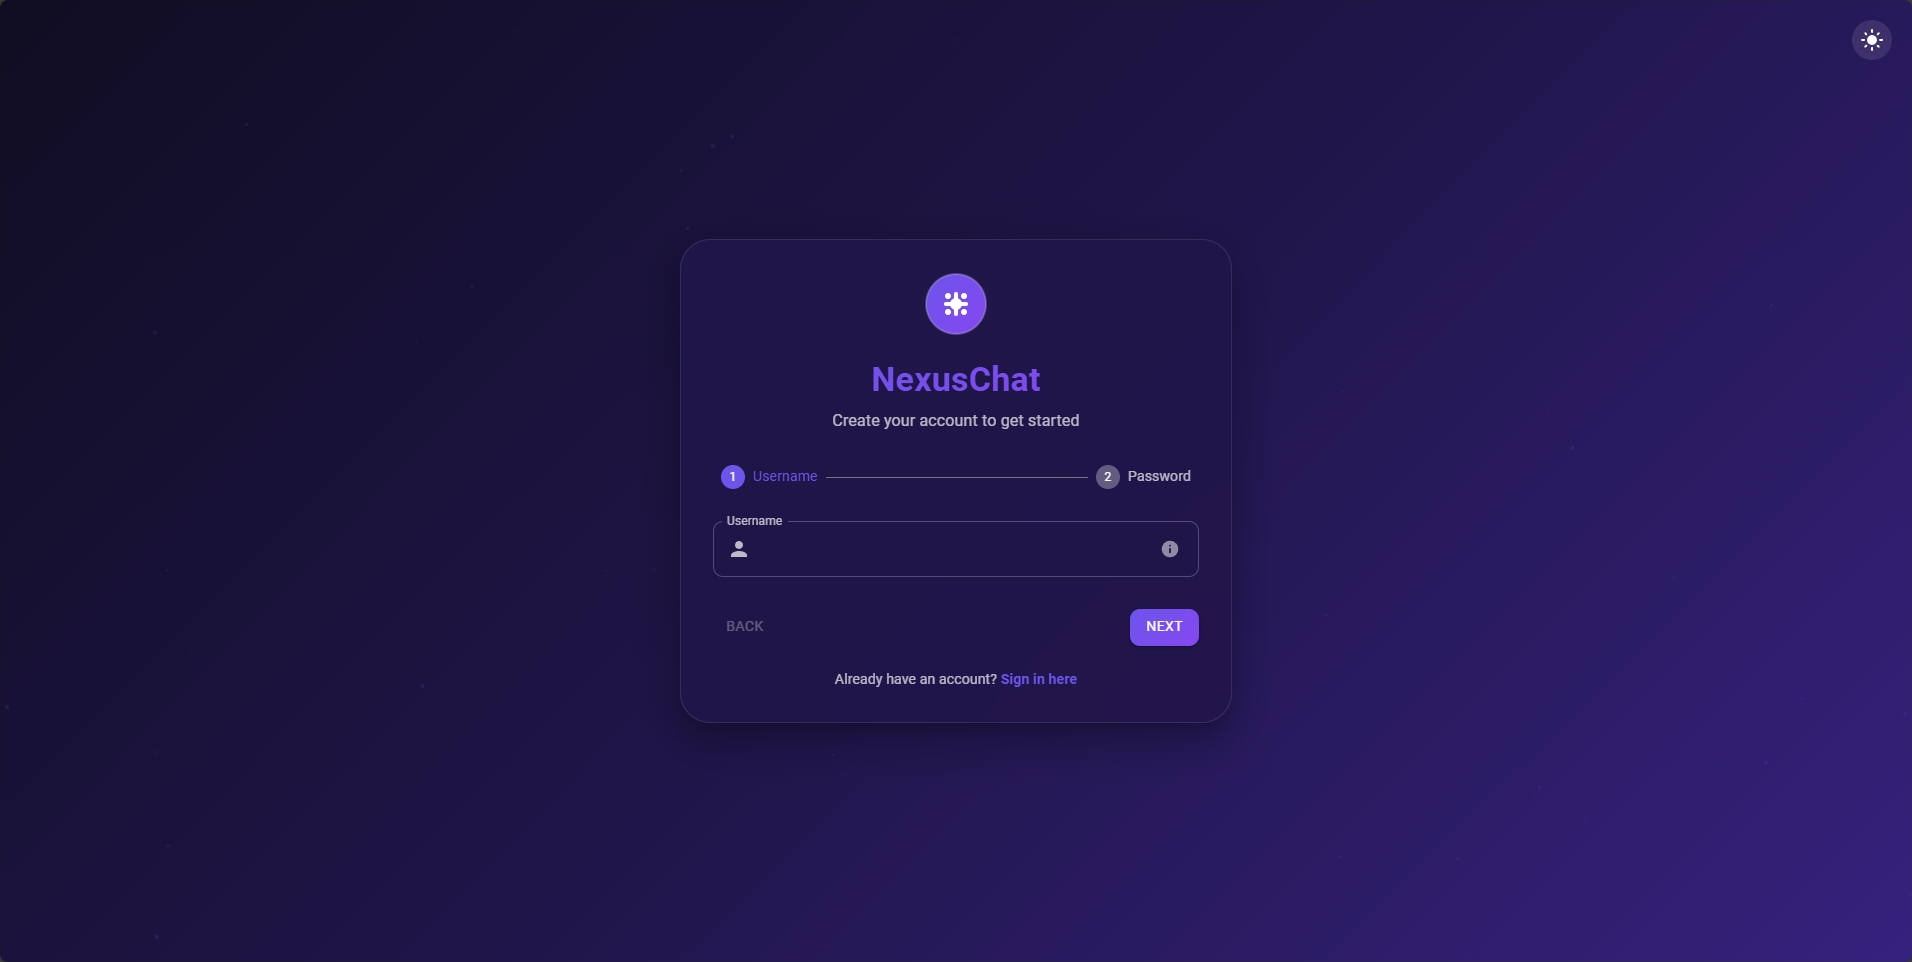 NexusChat
Create your account to get started
1 Username 2 Password
Username
BACK NEXT
Already have an account? Sign in here